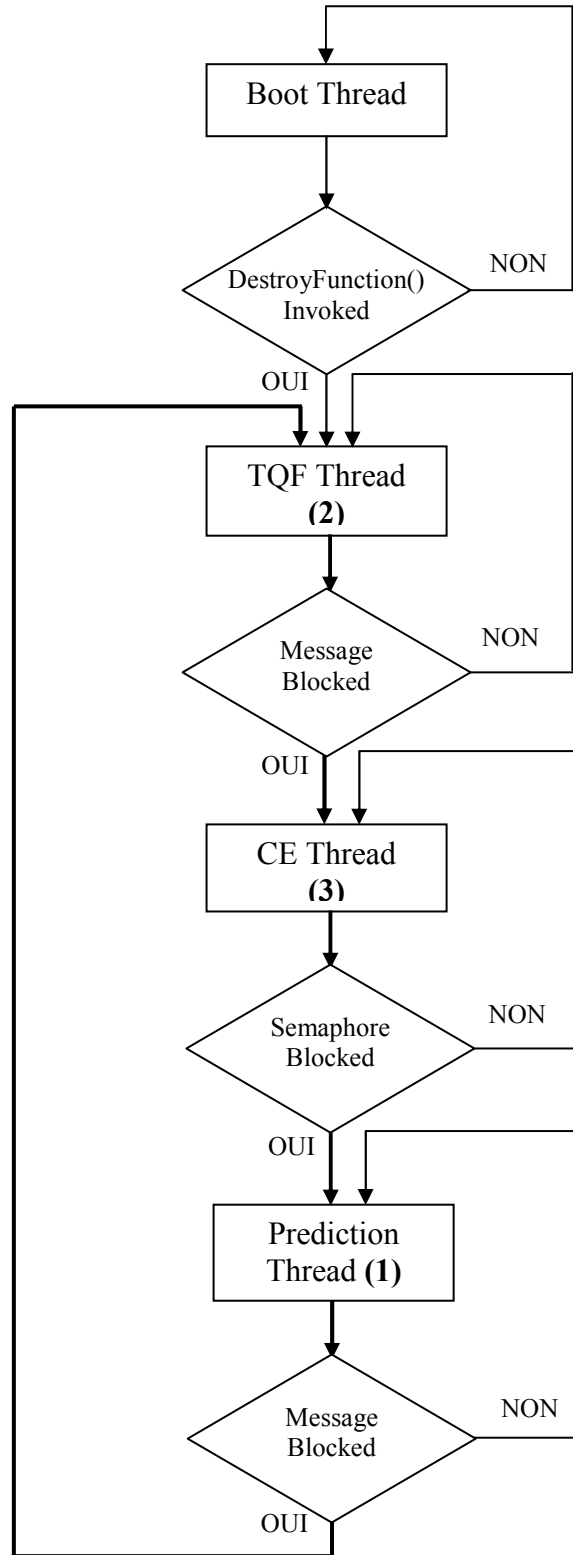 Boot Thread
DestroyFunction()
Invoked
NON
OUI
TQF Thread
(2)
Message
Blocked
NON
OUI
CE Thread
(3)
Semaphore
Blocked
NON
OUI
Prediction
Thread (1)
Message
Blocked
NON
OUI